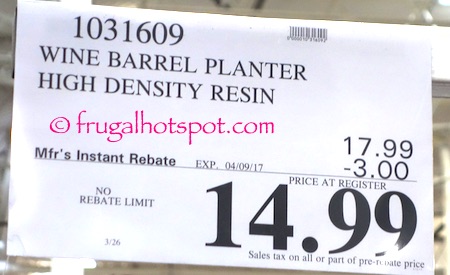 1031609
WINE BARREL PLANTER
HIGH DENSITY RESIN
© frugalhotspot.com
17.99
Mfr's Instant Rebate EXP. 04/09/17 -3.00
PRICE AT REGISTER
NO
REBATE LIMIT
14.99
3/26
Sales tax on all or part of pre-rebate price